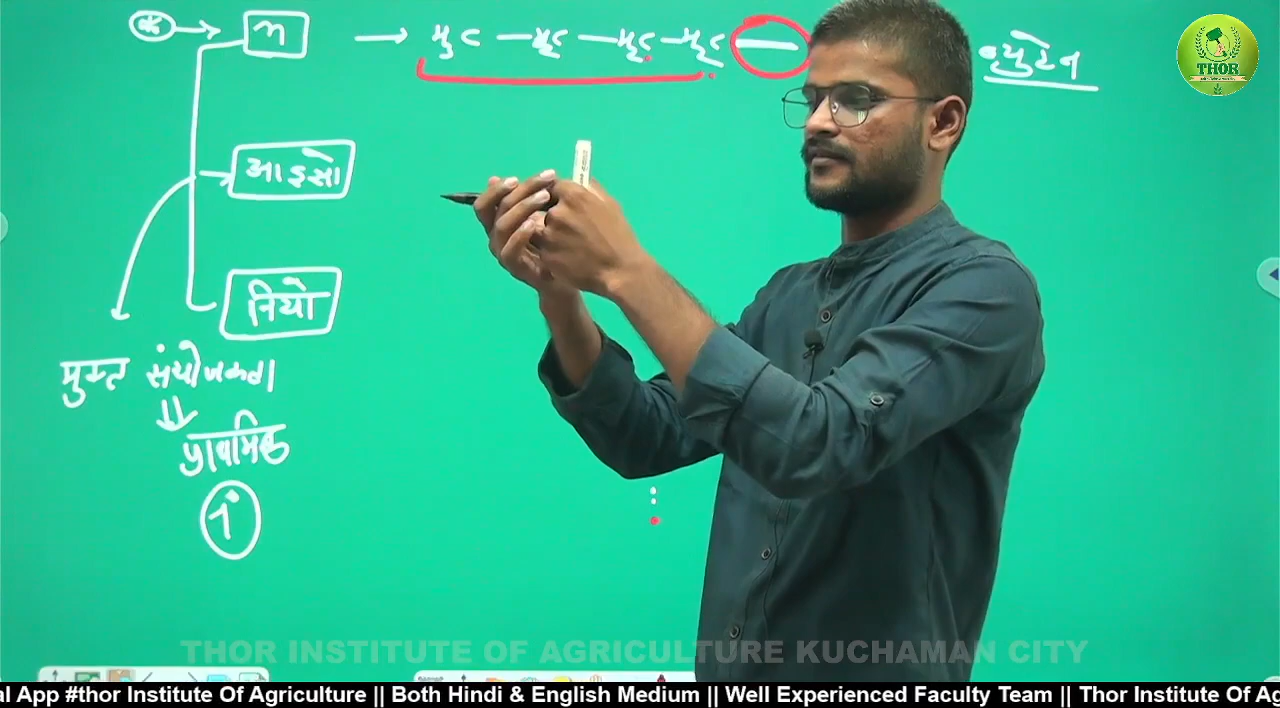 n → मृद — मृद — मृद — मृद —
THOR
आइसो
नियो
मुक्त संयोजकता
⇓
प्राथमिक
1°
THOR INSTITUTE OF AGRICULTURE KUCHAMAN CITY
al App #thor Institute Of Agriculture || Both Hindi & English Medium || Well Experienced Faculty Team || Thor Institute Of Ag